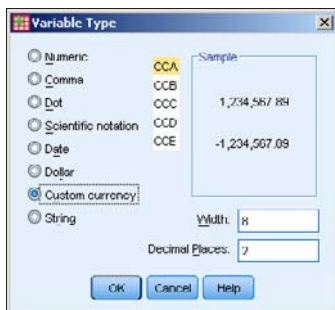 Variable Type
Numeric
Comma
Dot
Scientific notation
Date
Dollar
Custom currency
String
CCA
CCB
CCC
CCD
CCE
Sample
1,234,567.89
-1,234,567.89
Width: 8
Decimal Places: 2
OK Cancel Help